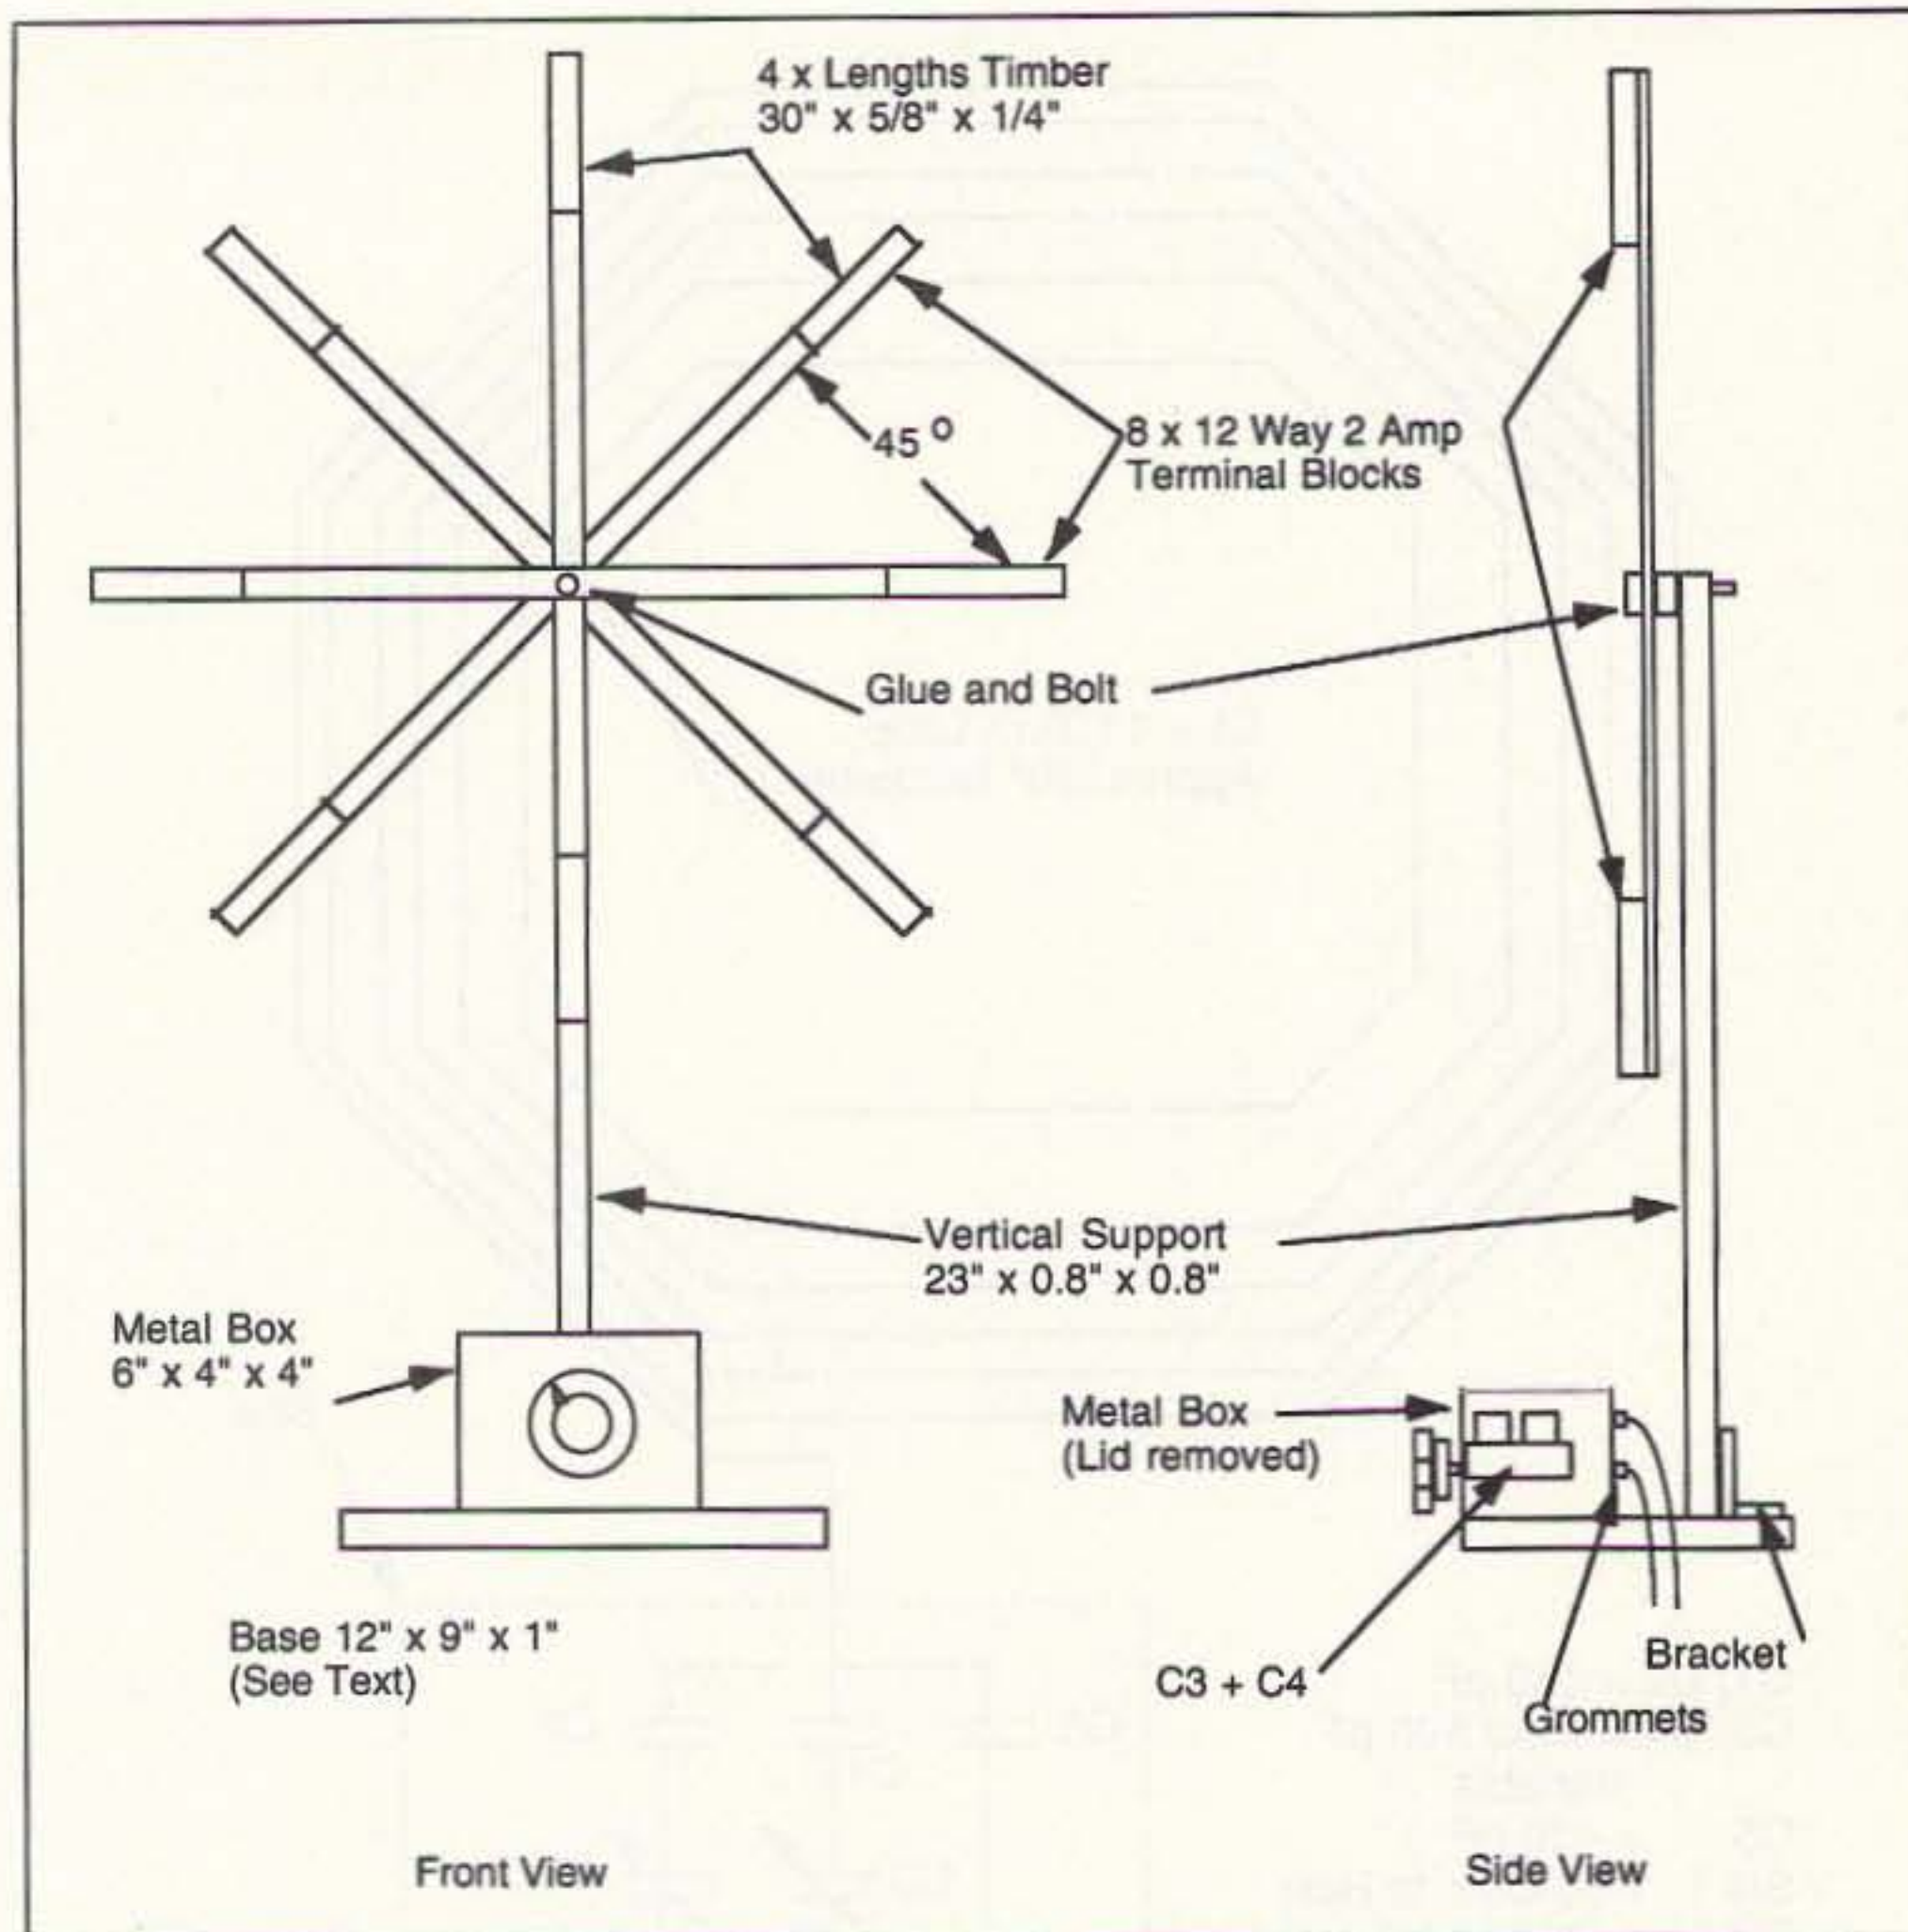 4 x Lengths Timber
30" x 5/8" x 1/4"
45 o
8 x 12 Way 2 Amp
Terminal Blocks
Glue and Bolt
Vertical Support
23" x 0.8" x 0.8"
Metal Box
6" x 4" x 4"
Metal Box
(Lid removed)
Base 12" x 9" x 1"
(See Text)
C3 + C4
Bracket
Grommets
Front View
Side View